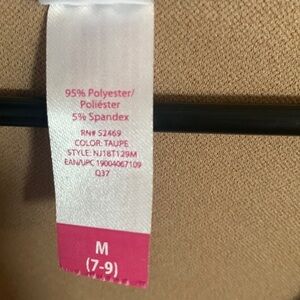 95% Polyester/
Poliéster
5% Spandex
RN# 52469
COLOR: TAUPE
STYLE: NJ18T129M
EAN/UPC 19004067109
Q37
M
(7-9)